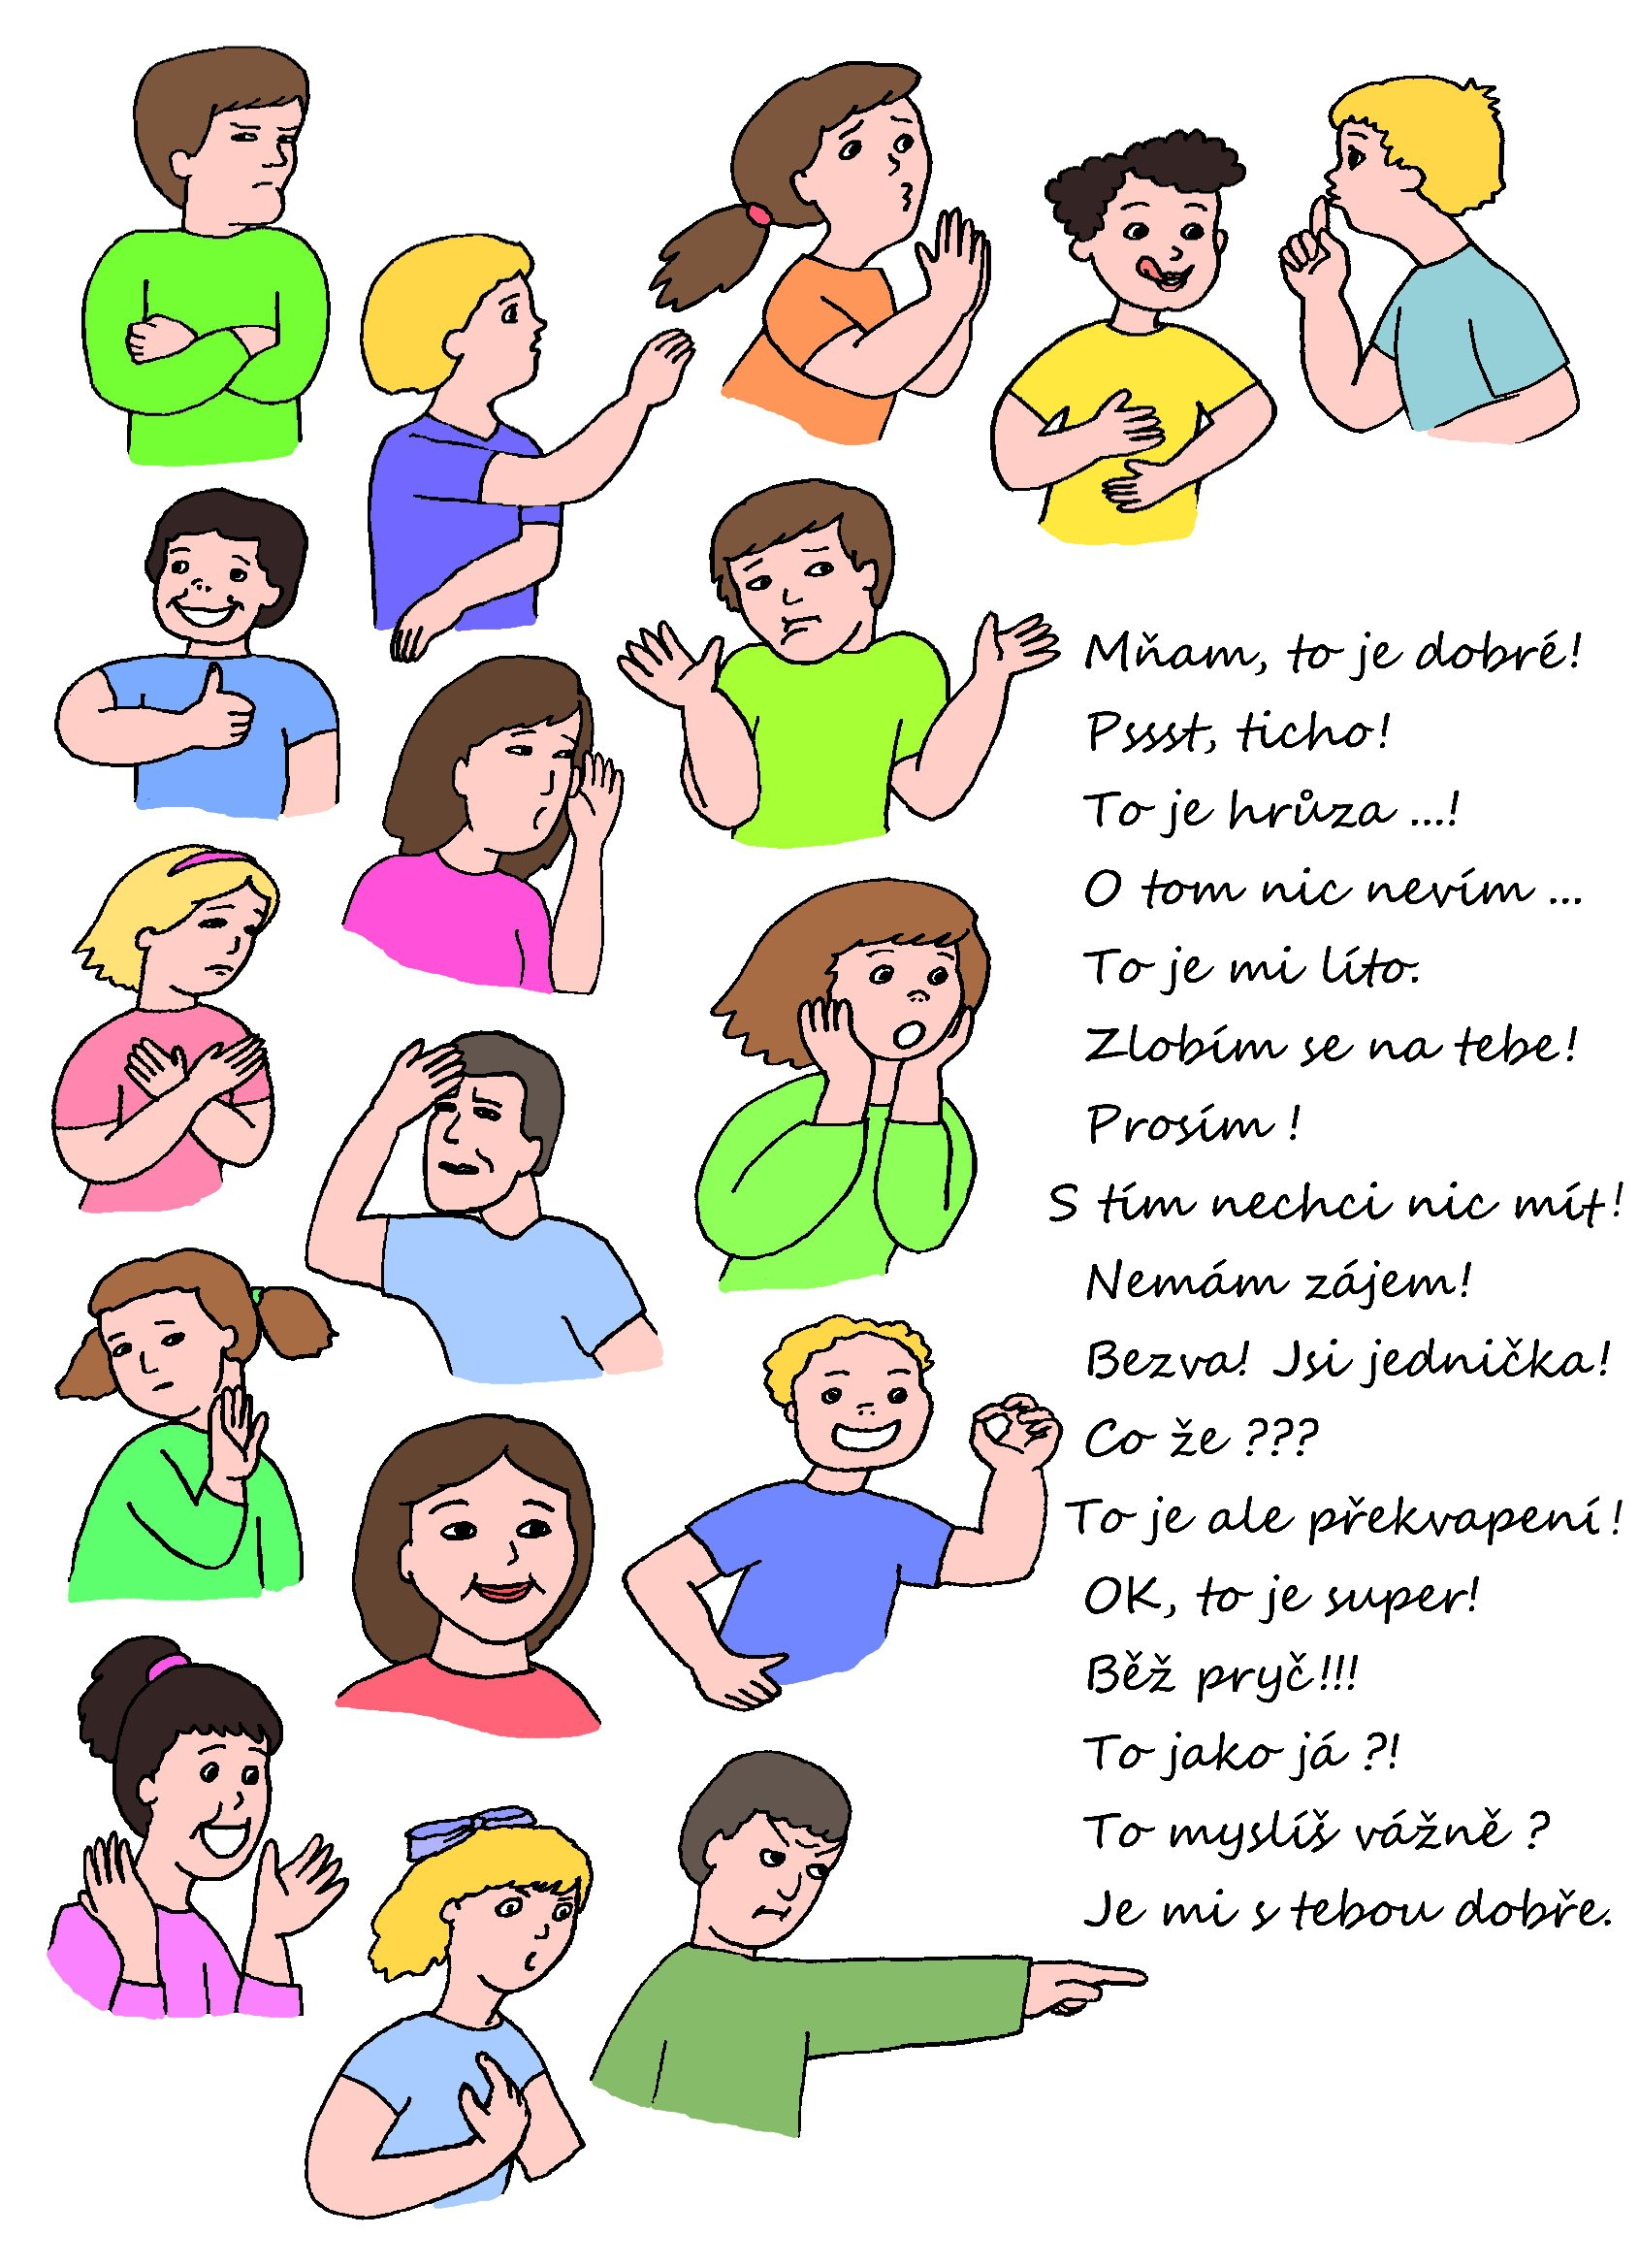 Mňam, to je dobré!
Pssst, ticho!
To je hrůza ...!
O tom nic nevím ...
To je mi líto.
Zlobím se na tebe!
Prosím !
S tím nechci nic mít!
Nemám zájem!
Bezva! Jsi jednička!
Co že ???
To je ale překvapení!
OK, to je super!
Běž pryč!!!
To jako já ?!
To myslíš vážně ?
Je mi s tebou dobře.